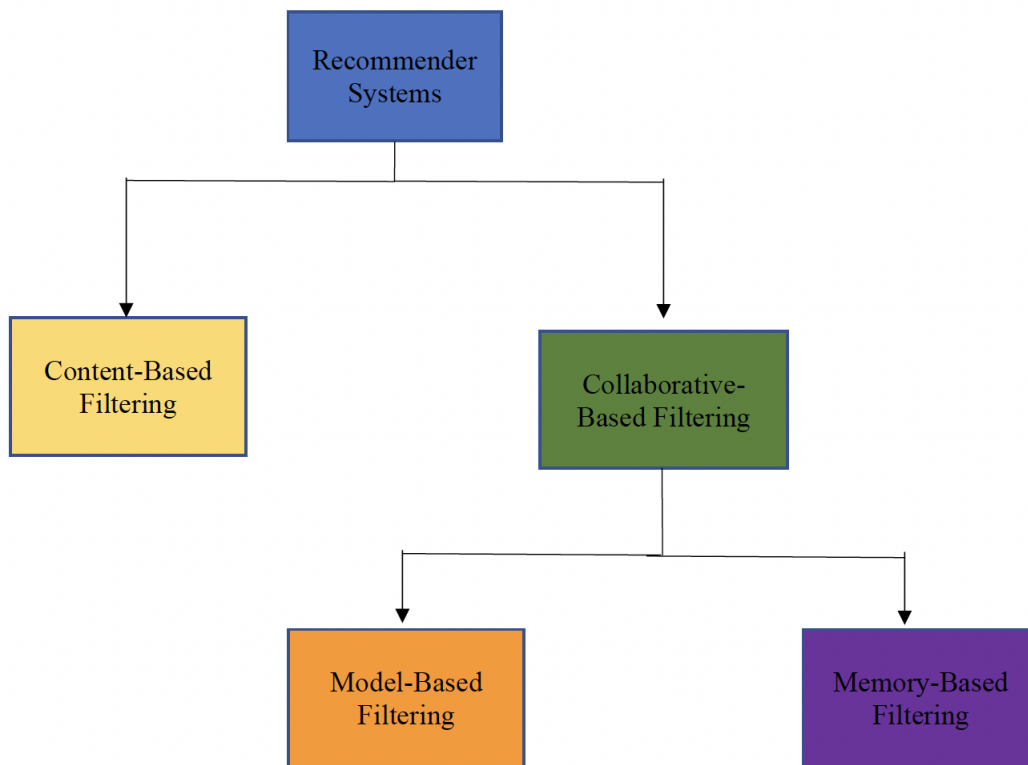 Recommender
Systems
Content-Based
Filtering
Collaborative-
Based Filtering
Model-Based
Filtering
Memory-Based
Filtering